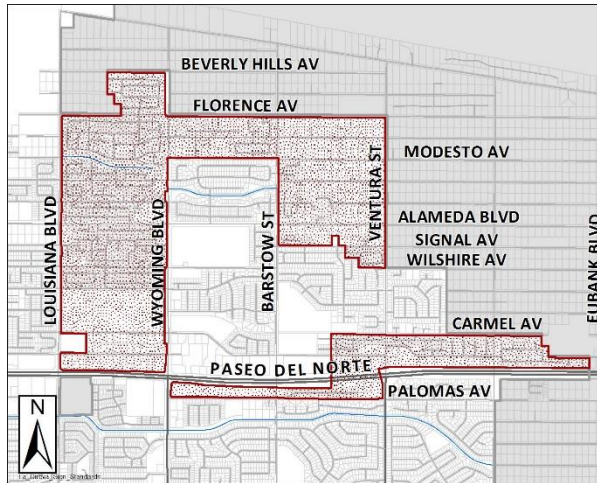 BEVERLY HILLS AV
FLORENCE AV
MODESTO AV
VENTURA ST
ALAMEDA BLVD
SIGNAL AV
WILSHIRE AV
LOUISIANA BLVD
WYOMING BLVD
BARSTOW ST
EUBANK BLVD
CARMEL AV
PASEO DEL NORTE
PALOMAS AV
N